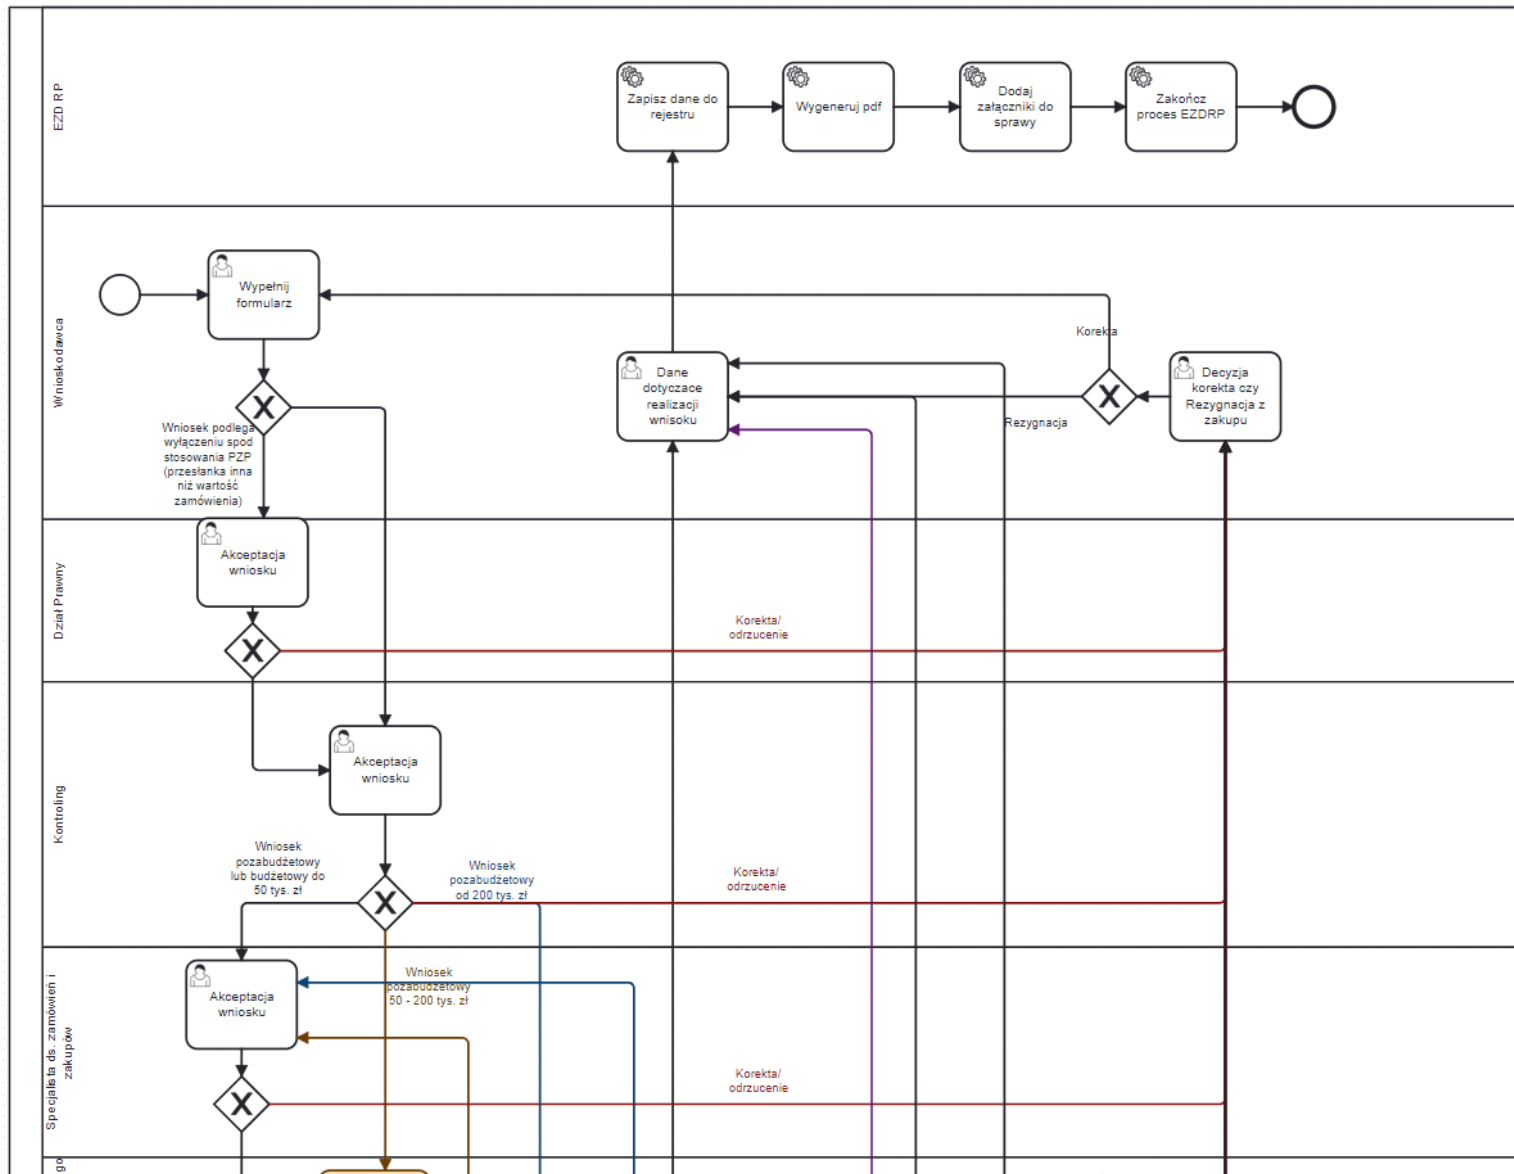 EZD RP
Zapisz dane do
rejestru
Wygeneruj pdf
Dodaj
załączniki do
sprawy
Zakończ
proces EZDRP
Wnioskodawca
Wypełnij
formularz
Korekta
Dane
dotyczace
realizacji
wnisoku
Decyzja
korekta czy
Rezygnacja z
zakupu
Rezygnacja
Wniosek podlega
wyłączeniu spod
stosowania PZP
(przesłanka inna
niż wartość
zamówienia)
Dział Prawny
Akceptacja
wniosku
Korekta/
odrzucenie
Kontroling
Akceptacja
wniosku
Wniosek
pozabudżetowy
lub budżetowy do
50 tys. zł
Wniosek
pozabudżetowy
od 200 tys. zł
Korekta/
odrzucenie
Specjalista ds. zamówień i
zakupów
Akceptacja
wniosku
Wniosek
pozabudżetowy
50 - 200 tys. zł
Korekta/
odrzucenie
go